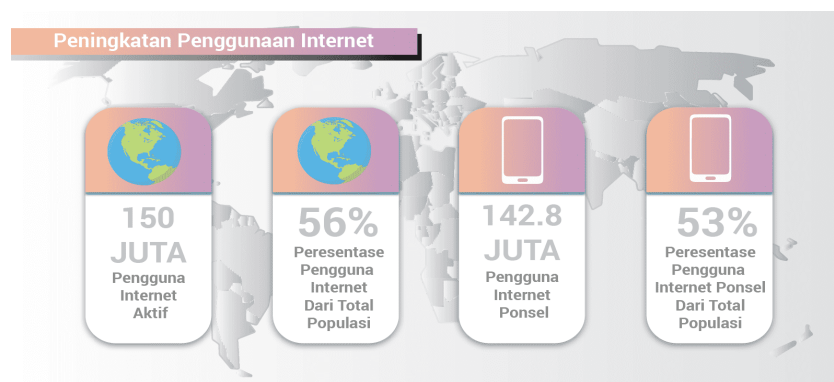 Peningkatan Penggunaan Internet
150
JUTA
Pengguna
Internet
Aktif
56%
Peresentase
Pengguna
Internet
Dari Total
Populasi
142.8
JUTA
Pengguna
Internet
Ponsel
53%
Peresentase
Pengguna
Internet Ponsel
Dari Total
Populasi